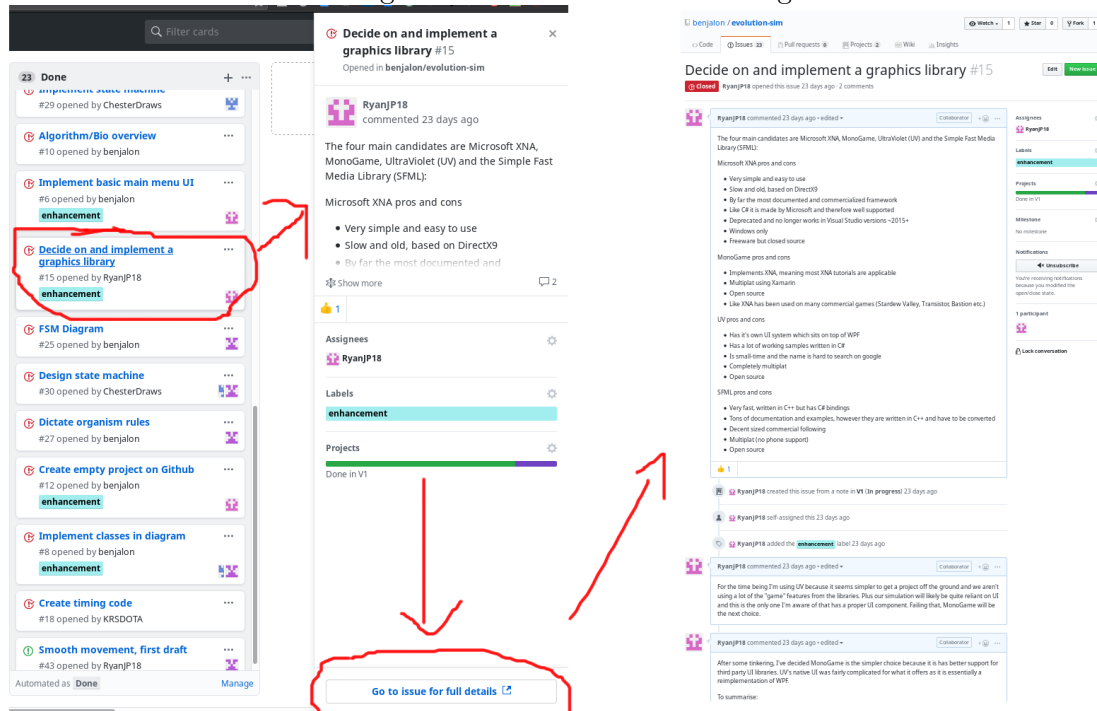 Filter cards
23 Done
Implement state machine
#29 opened by ChesterDraws
Algorithm/Bio overview
#10 opened by benjalon
Implement basic main menu UI
#6 opened by benjalon
enhancement
Decide on and implement a
graphics library
#15 opened by RyanJP18
enhancement
FSM Diagram
#25 opened by benjalon
Design state machine
#30 opened by ChesterDraws
Dictate organism rules
#27 opened by benjalon
Create empty project on Github
#12 opened by benjalon
enhancement
Implement classes in diagram
#8 opened by benjalon
enhancement
Create timing code
#18 opened by KRSDOTA
Smooth movement, first draft
#43 opened by RyanJP18
Automated as Done Manage
Decide on and implement a
graphics library #15
Opened in benjalon/evolution-sim
RyanJP18
commented 23 days ago
The four main candidates are Microsoft XNA,
MonoGame, UltraViolet (UV) and the Simple Fast
Media Library (SFML):
Microsoft XNA pros and cons
• Very simple and easy to use
• Slow and old, based on DirectX9
• By far the most documented and
Show more 2
👍 1
Assignees
RyanJP18
Labels
enhancement
Projects
Done in V1
Go to issue for full details
benjalon / evolution-sim
Watch 1 Star 0 Fork 1
Code Issues 23 Pull requests 0 Projects 2 Wiki Insights
Decide on and implement a graphics library #15
Edit New issue
Closed RyanJP18 opened this issue 23 days ago · 2 comments
RyanJP18 commented 23 days ago • edited Collaborator
The four main candidates are Microsoft XNA, MonoGame, UltraViolet (UV) and the Simple Fast Media
Library (SFML):
Microsoft XNA pros and cons
• Very simple and easy to use
• Slow and old, based on DirectX9
• By far the most documented and commercialized framework
• Like C# it is made by Microsoft and therefore well supported
• Deprecated and no longer works in Visual Studio versions ~2015+
• Windows only
• Freeware but closed source
MonoGame pros and cons
• Implements XNA, meaning most XNA tutorials are applicable
• Multiplat using Xamarin
• Open source
• Like XNA has been used on many commercial games (Stardew Valley, Transistor, Bastion etc.)
UV pros and cons
• Has it's own UI system which sits on top of WPF
• Has a lot of working samples written in C#
• Is small-time and the name is hard to search on google
• Completely multiplat
• Open source
SFML pros and cons
• Very fast, written in C++ but has C# bindings
• Tons of documentation and examples, however they are written in C++ and have to be converted
• Decent sized commercial following
• Multiplat (no phone support)
• Open source
👍 1
RyanJP18 created this issue from a note in V1 (In progress) 23 days ago
RyanJP18 self-assigned this 23 days ago
RyanJP18 added the enhancement label 23 days ago
RyanJP18 commented 23 days ago • edited Collaborator
For the time being I'm using UV because it seems simpler to get a project off the ground and we aren't
using a lot of the "game" features from the libraries. Plus our simulation will likely be quite reliant on UI
and this is the only one I'm aware of that has a proper UI component. Failing that, MonoGame will be
the next choice.
RyanJP18 commented 23 days ago • edited Collaborator
After some tinkering, I've decided MonoGame is the simpler choice because it is has better support for
third party UI libraries. UV's native UI was fairly complicated for what it offers as it is essentially a
reimplementation of WPF.
To summarise:
Assignees
RyanJP18
Labels
enhancement
Projects
Done in V1
Milestone
No milestone
Notifications
Unsubscribe
You're receiving notifications
because you modified the
open/close state.
1 participant
Lock conversation